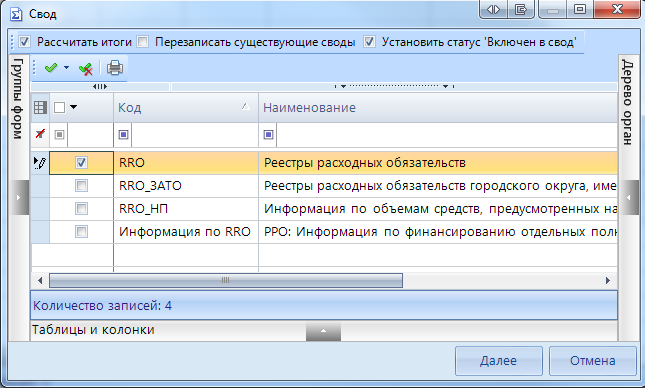 Свод
Рассчитать итоги Перезаписать существующие своды Установить статус 'Включен в свод'
Группы форм
Дерево орган
Код Наименование
RRO Реестры расходных обязательств
RRO_ЗАТО Реестры расходных обязательств городского округа, име
RRO_НП Информация по объемам средств, предусмотренных на
Информация по RRO РРО: Информация по финансированию отдельных полн
Количество записей: 4
Таблицы и колонки
Далее Отмена